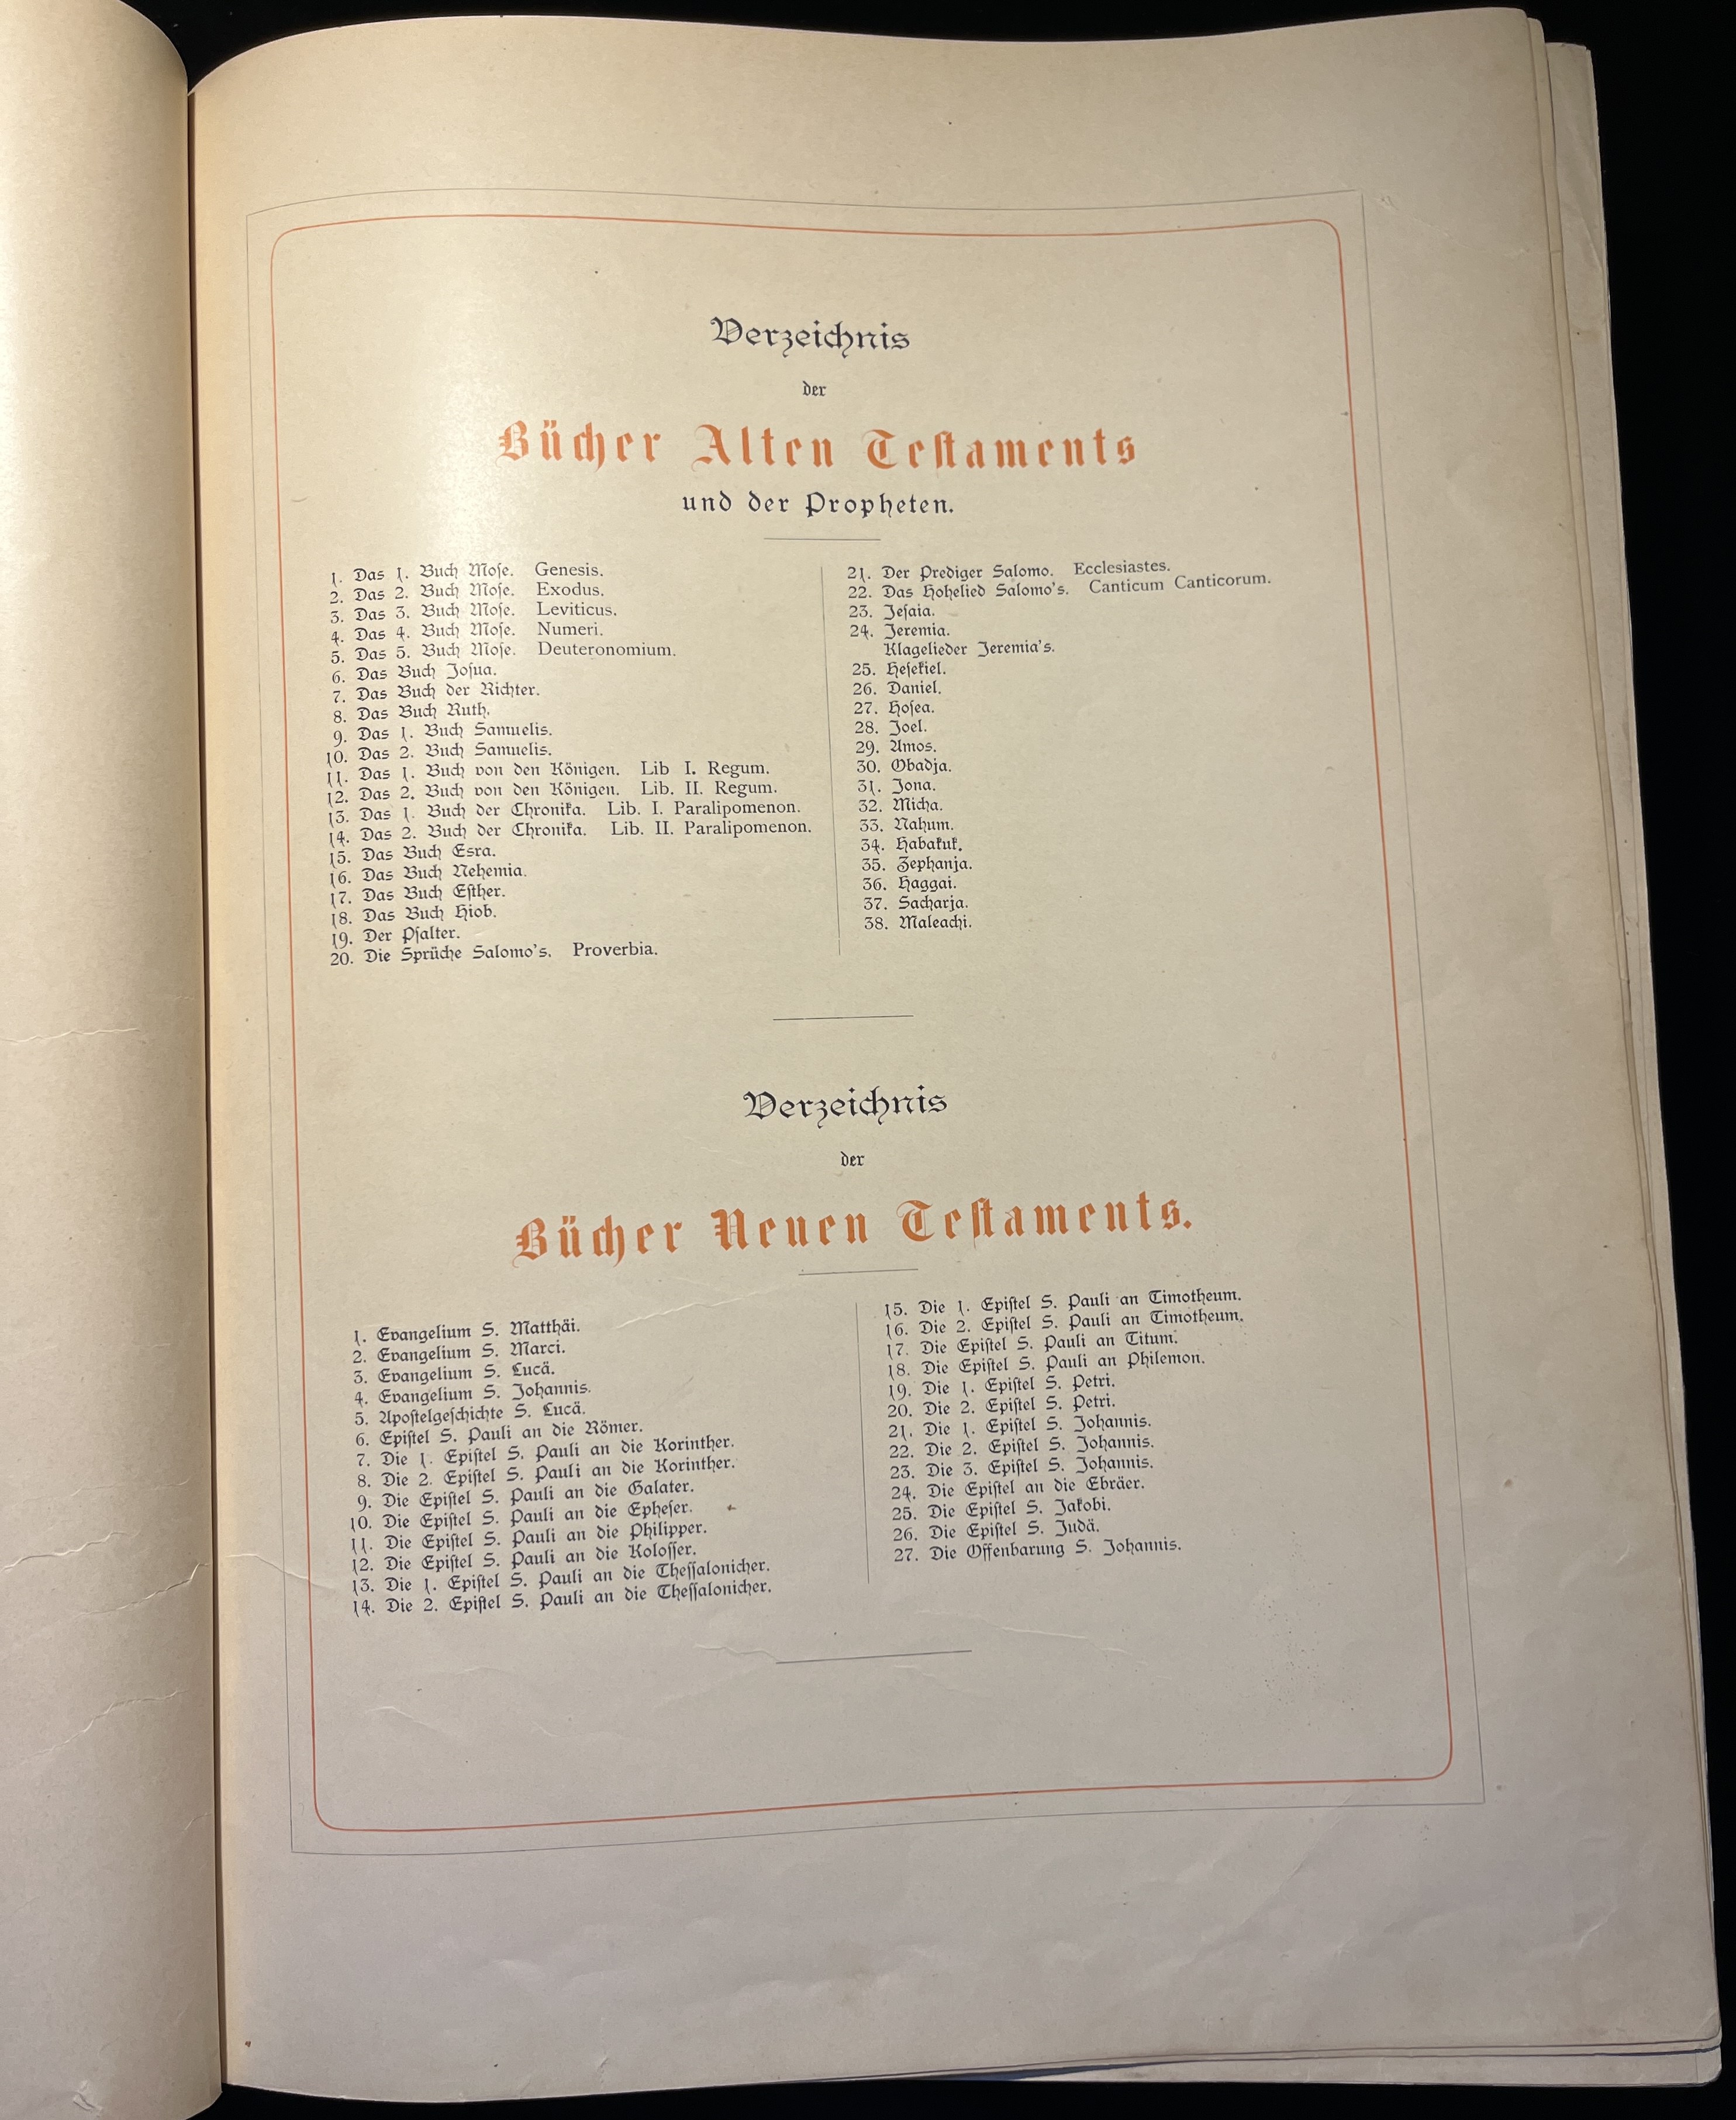 Verzeichnis
der
Bücher Alten Testaments
und der Propheten.
1. Das 1. Buch Mose. Genesis.
2. Das 2. Buch Mose. Exodus.
3. Das 3. Buch Mose. Leviticus.
4. Das 4. Buch Mose. Numeri.
5. Das 5. Buch Mose. Deuteronomium.
6. Das Buch Josua.
7. Das Buch der Richter.
8. Das Buch Ruth.
9. Das 1. Buch Samuelis.
10. Das 2. Buch Samuelis.
11. Das 1. Buch von den Königen. Lib I. Regum.
12. Das 2. Buch von den Königen. Lib. II. Regum.
13. Das 1. Buch der Chronika. Lib. I. Paralipomenon.
14. Das 2. Buch der Chronika. Lib. II. Paralipomenon.
15. Das Buch Esra.
16. Das Buch Nehemia.
17. Das Buch Esther.
18. Das Buch Hiob.
19. Der Psalter.
20. Die Sprüche Salomo's. Proverbia.
21. Der Prediger Salomo. Ecclesiastes.
22. Das Hohelied Salomo's. Canticum Canticorum.
23. Jesaia.
24. Jeremia.
Klagelieder Jeremia's.
25. Hesekiel.
26. Daniel.
27. Hosea.
28. Joel.
29. Amos.
30. Obadja.
31. Jona.
32. Micha.
33. Nahum.
34. Habakuk.
35. Zephanja.
36. Haggai.
37. Sacharja.
38. Maleachi.
Verzeichnis
der
Bücher Neuen Testaments.
1. Evangelium S. Matthäi.
2. Evangelium S. Marci.
3. Evangelium S. Lucä.
4. Evangelium S. Johannis.
5. Apostelgeschichte S. Lucä.
6. Epistel S. Pauli an die Römer.
7. Die 1. Epistel S. Pauli an die Korinther.
8. Die 2. Epistel S. Pauli an die Korinther.
9. Die Epistel S. Pauli an die Galater.
10. Die Epistel S. Pauli an die Epheser.
11. Die Epistel S. Pauli an die Philipper.
12. Die Epistel S. Pauli an die Kolosser.
13. Die 1. Epistel S. Pauli an die Thessalonicher.
14. Die 2. Epistel S. Pauli an die Thessalonicher.
15. Die 1. Epistel S. Pauli an Timotheum.
16. Die 2. Epistel S. Pauli an Timotheum.
17. Die Epistel S. Pauli an Titum.
18. Die Epistel S. Pauli an Philemon.
19. Die 1. Epistel S. Petri.
20. Die 2. Epistel S. Petri.
21. Die 1. Epistel S. Johannis.
22. Die 2. Epistel S. Johannis.
23. Die 3. Epistel S. Johannis.
24. Die Epistel an die Ebräer.
25. Die Epistel S. Jakobi.
26. Die Epistel S. Judä.
27. Die Offenbarung S. Johannis.